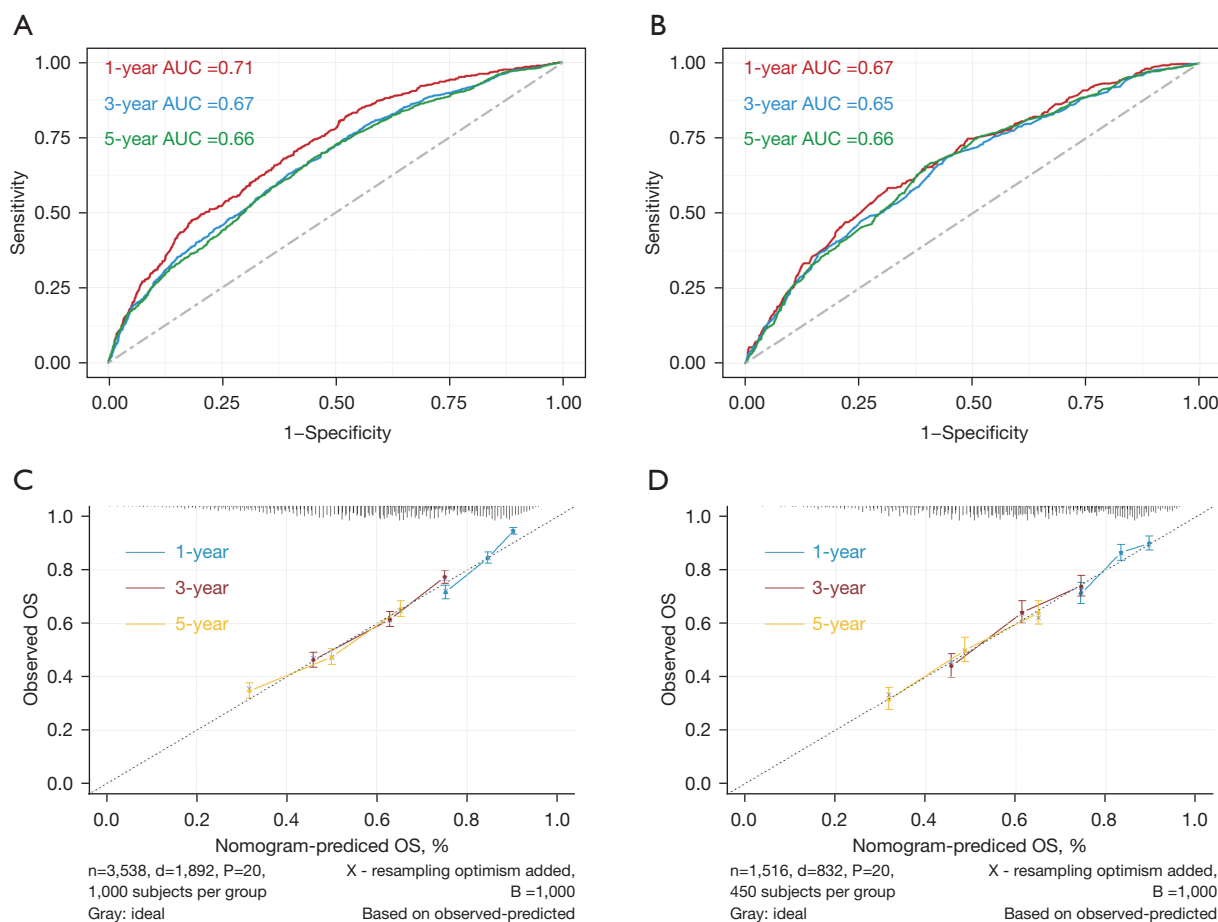 A
Sensitivity
1.00
0.75
0.50
0.25
0.00
1-year AUC =0.71
3-year AUC =0.67
5-year AUC =0.66
0.00 0.25 0.50 0.75 1.00
1–Specificity
B
Sensitivity
1.00
0.75
0.50
0.25
0.00
1-year AUC =0.67
3-year AUC =0.65
5-year AUC =0.66
0.00 0.25 0.50 0.75 1.00
1–Specificity
C
Observed OS
1.0
0.8
0.6
0.4
0.2
0.0
1-year
3-year
5-year
0.0 0.2 0.4 0.6 0.8 1.0
Nomogram-prediced OS, %
n=3,538, d=1,892, P=20,
1,000 subjects per group
Gray: ideal
X - resampling optimism added,
B =1,000
Based on observed-predicted
D
Observed OS
1.0
0.8
0.6
0.4
0.2
0.0
1-year
3-year
5-year
0.0 0.2 0.4 0.6 0.8 1.0
Nomogram-prediced OS, %
n=1,516, d=832, P=20,
450 subjects per group
Gray: ideal
X - resampling optimism added,
B =1,000
Based on observed-predicted